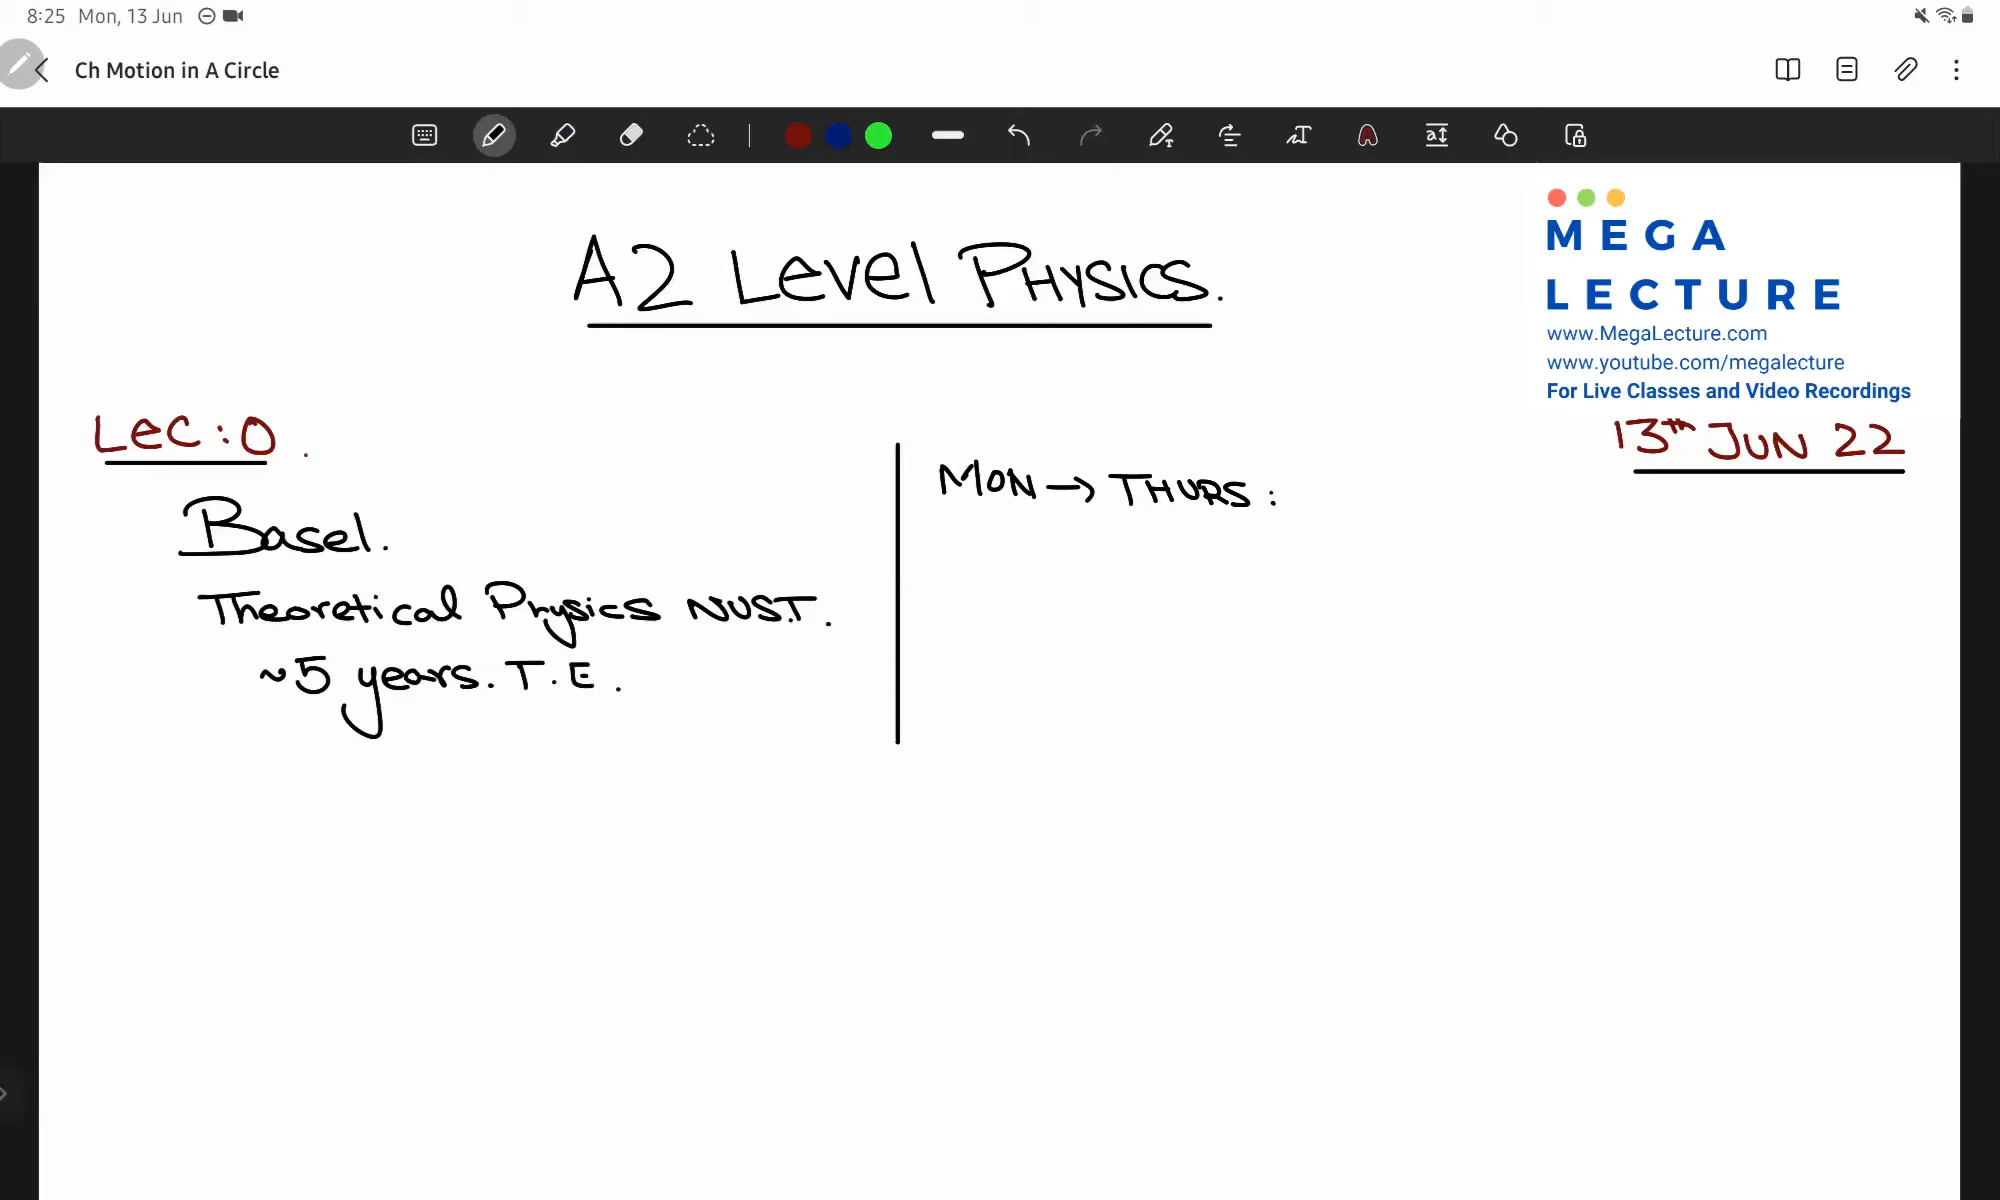 8:25 Mon, 13 Jun
Ch Motion in A Circle
A2 Level Physics.
MEGA
LECTURE
www.MegaLecture.com
www.youtube.com/megalecture
For Live Classes and Video Recordings
Lec: 0.
13th JUN 22
Basel.
Theoretical Physics NUST.
~5 years. T.E.
MON → THURS: